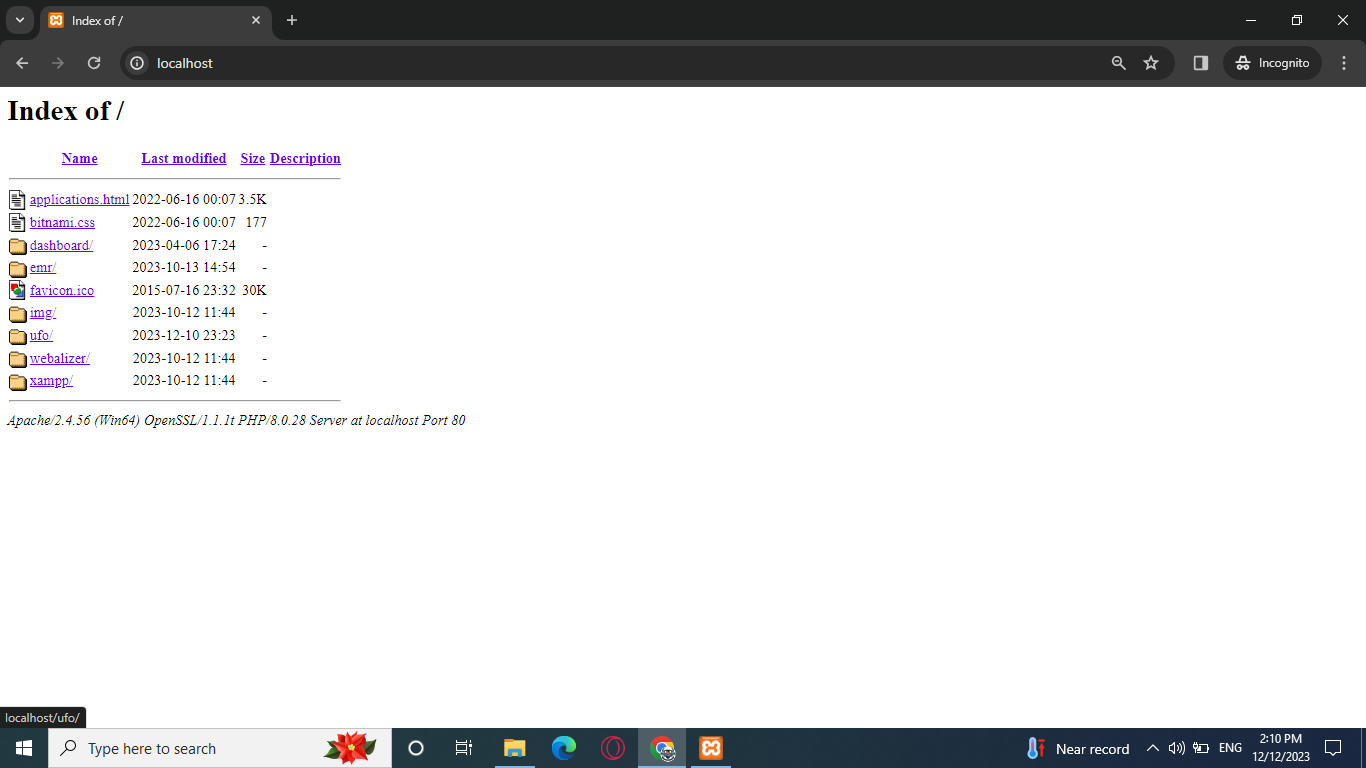 Index of /
localhost
Incognito
Index of /
Name Last modified Size Description
applications.html 2022-06-16 00:07 3.5K
bitnami.css 2022-06-16 00:07 177
dashboard/ 2023-04-06 17:24 -
emr/ 2023-10-13 14:54 -
favicon.ico 2015-07-16 23:32 30K
img/ 2023-10-12 11:44 -
ufo/ 2023-12-10 23:23 -
webalizer/ 2023-10-12 11:44 -
xampp/ 2023-10-12 11:44 -
Apache/2.4.56 (Win64) OpenSSL/1.1.1t PHP/8.0.28 Server at localhost Port 80
localhost/ufo/
Type here to search
Near record
ENG
2:10 PM
12/12/2023